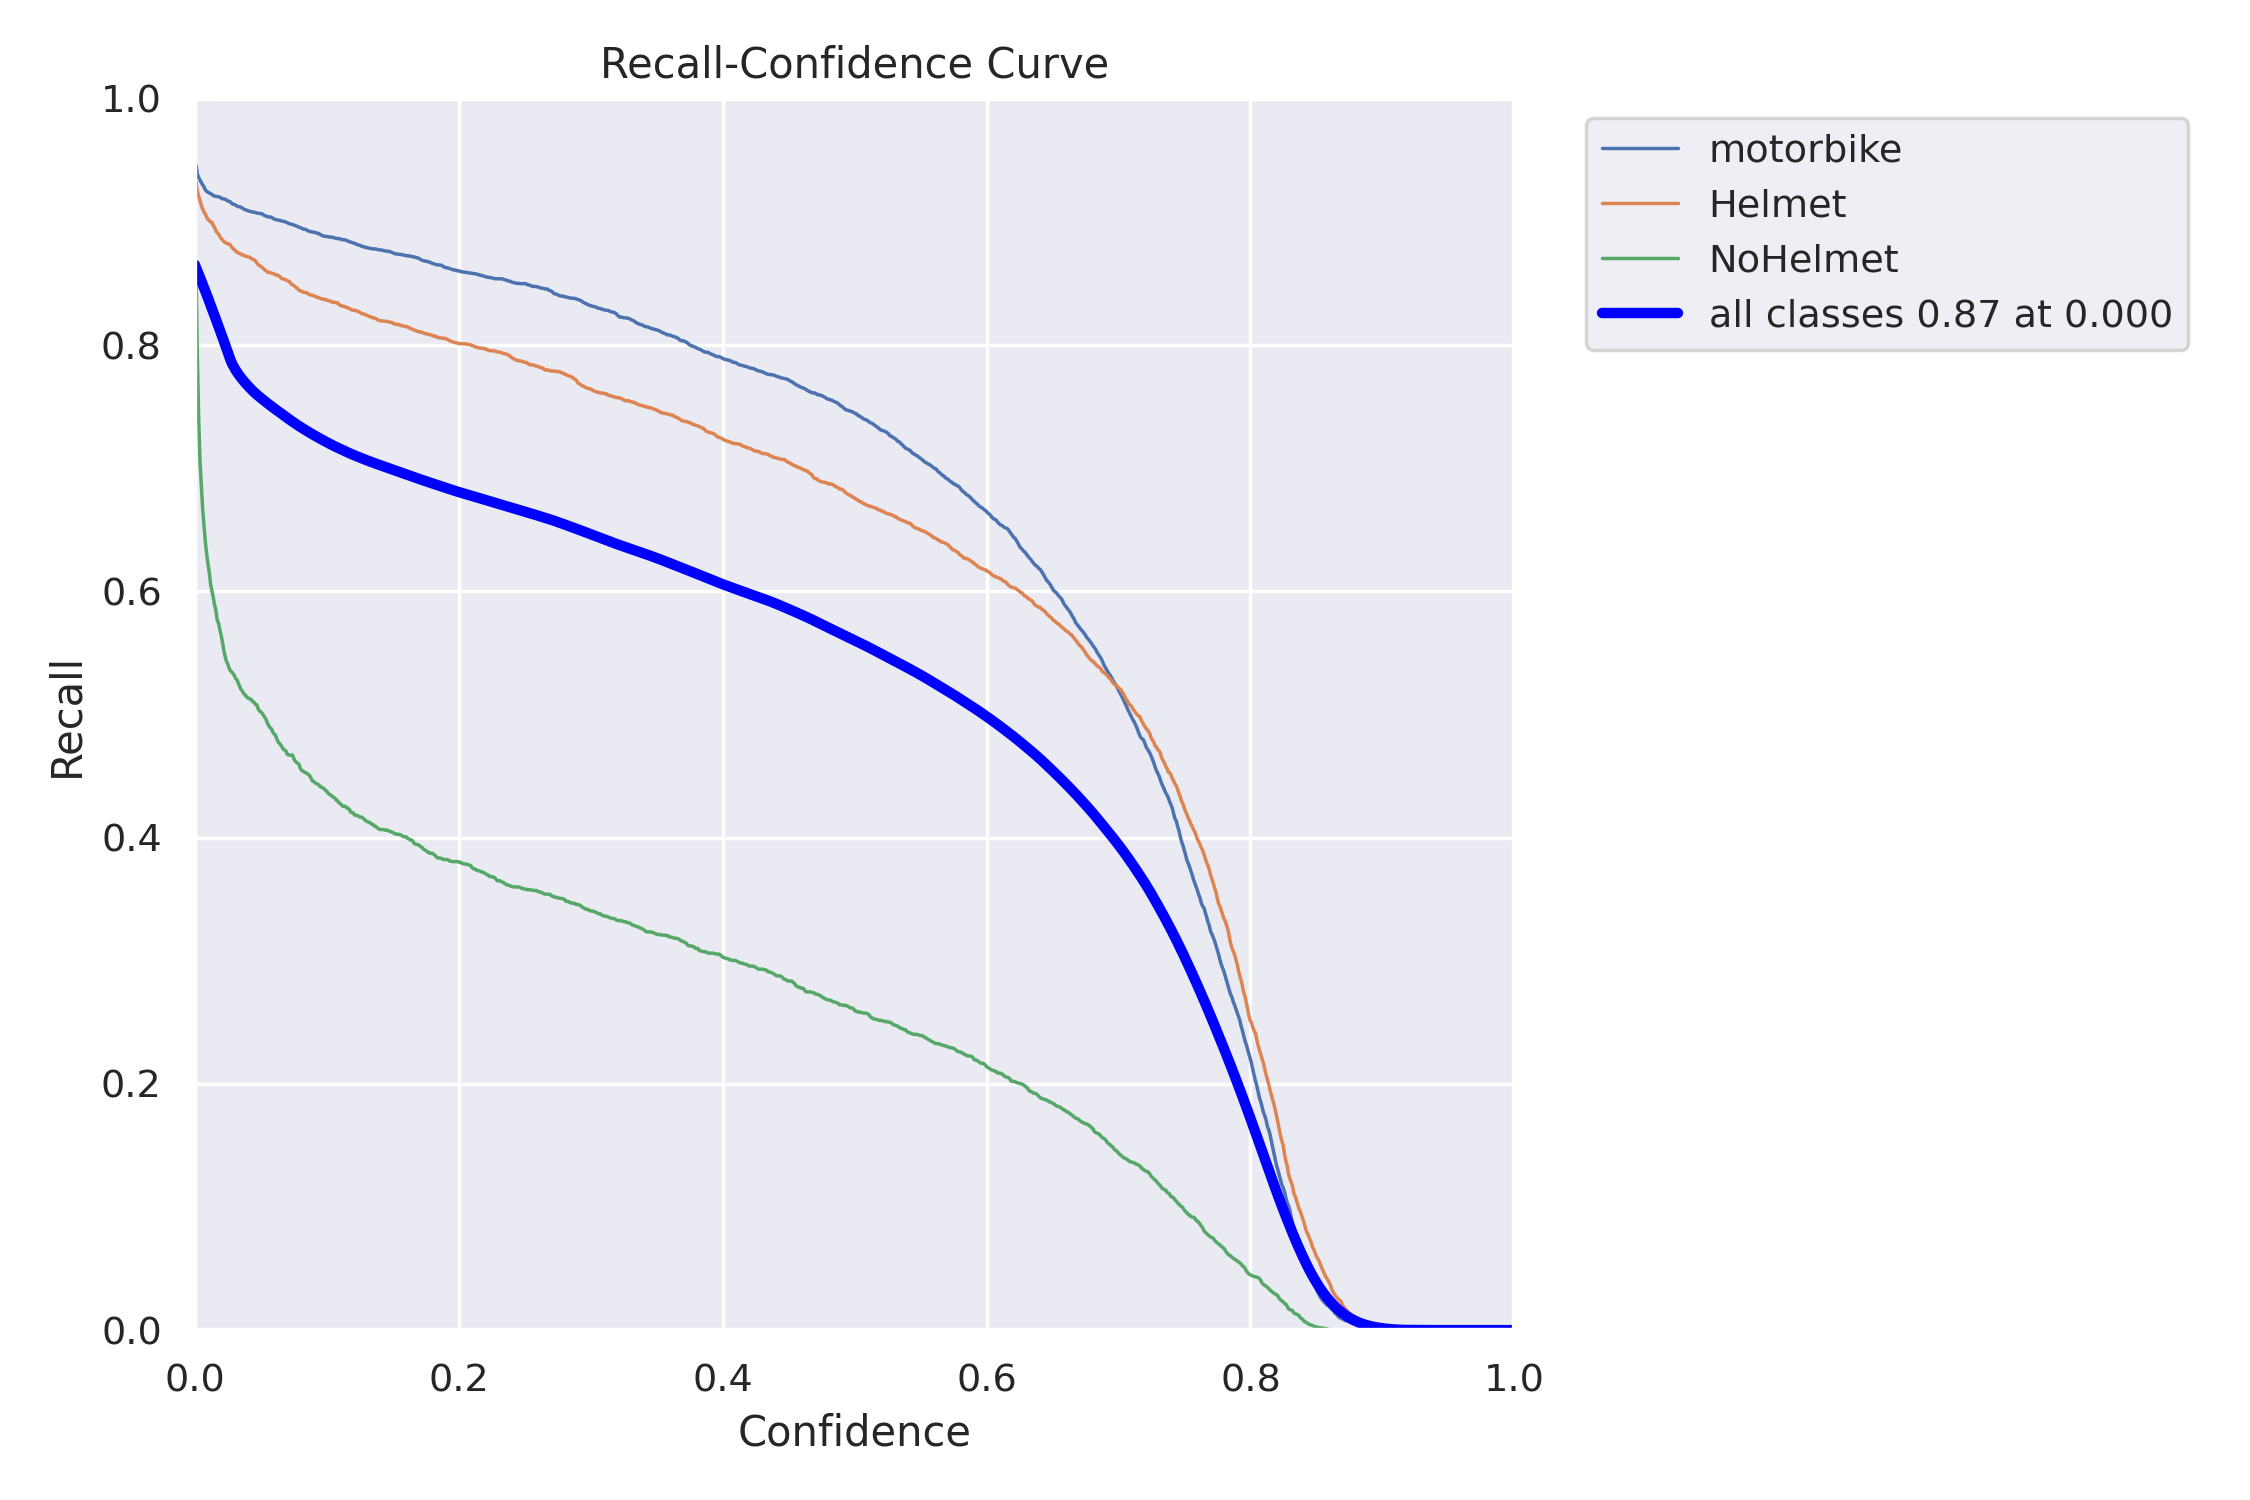 Recall-Confidence Curve
1.0
0.8
0.6
0.4
0.2
0.0
Recall
0.0 0.2 0.4 0.6 0.8 1.0
Confidence
motorbike
Helmet
NoHelmet
all classes 0.87 at 0.000